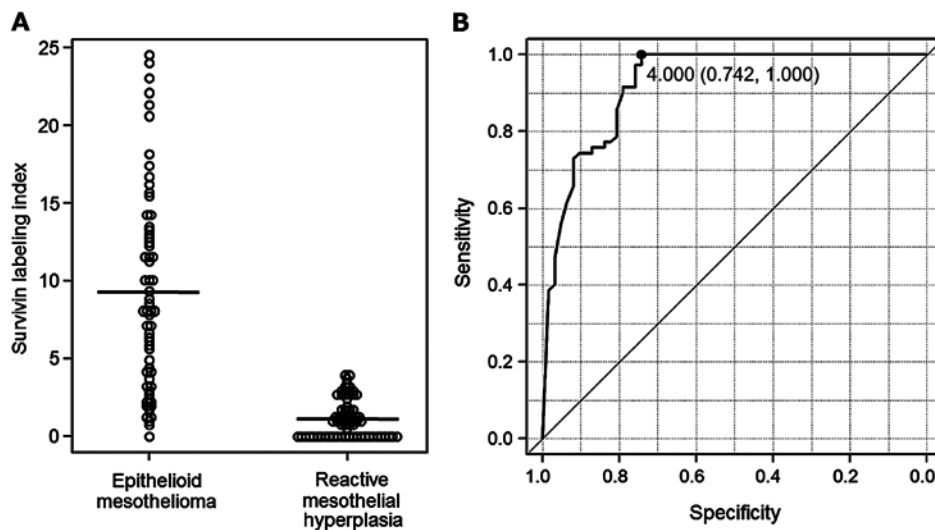 A
Survivin labeling index
25
20
15
10
5
0
Epithelioid
mesothelioma
Reactive
mesothelial
hyperplasia
B
Sensitivity
1.0
0.8
0.6
0.4
0.2
0.0
4.000 (0.742, 1.000)
1.0 0.8 0.6 0.4 0.2 0.0
Specificity